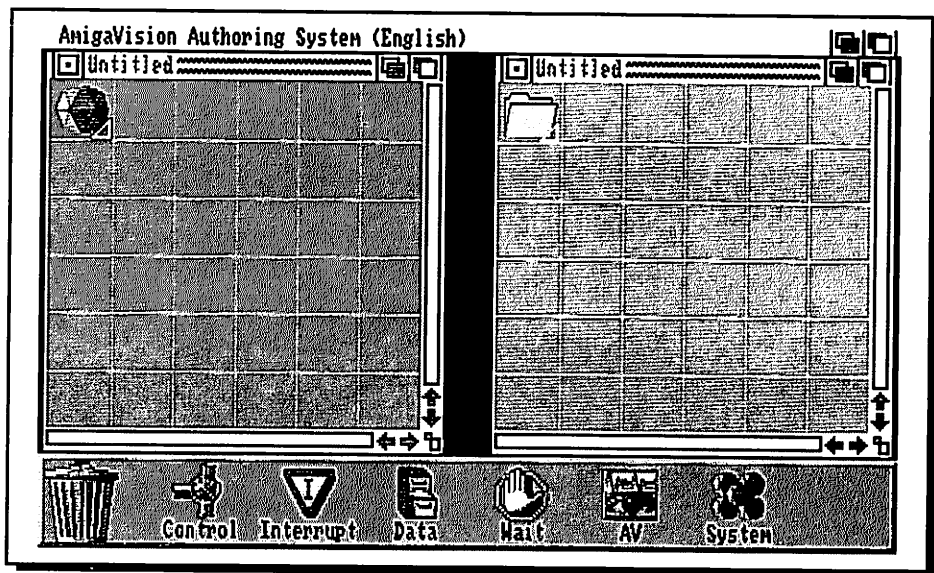 AmigaVision Authoring System (English)
Untitled
Untitled
I
Control Interrupt Data Wait AV System